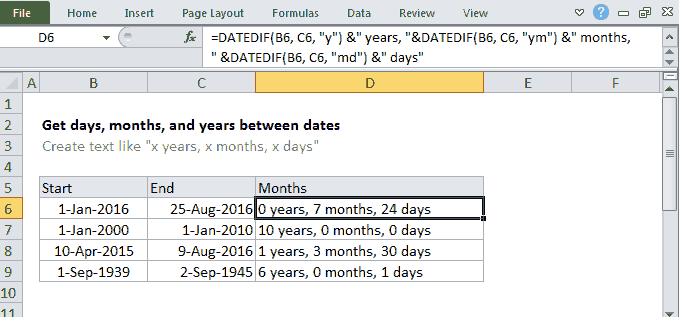 File Home Insert Page Layout Formulas Data Review View ?
D6 fx =DATEDIF(B6, C6, "y") &" years, "&DATEDIF(B6, C6, "ym") &" months,
" &DATEDIF(B6, C6, "md") &" days"
A B C D E F
1
2 Get days, months, and years between dates
3 Create text like "x years, x months, x days"
4
5 Start End Months
6 1-Jan-2016 25-Aug-2016 0 years, 7 months, 24 days
7 1-Jan-2000 1-Jan-2010 10 years, 0 months, 0 days
8 10-Apr-2015 9-Aug-2016 1 years, 3 months, 30 days
9 1-Sep-1939 2-Sep-1945 6 years, 0 months, 1 days
10
11